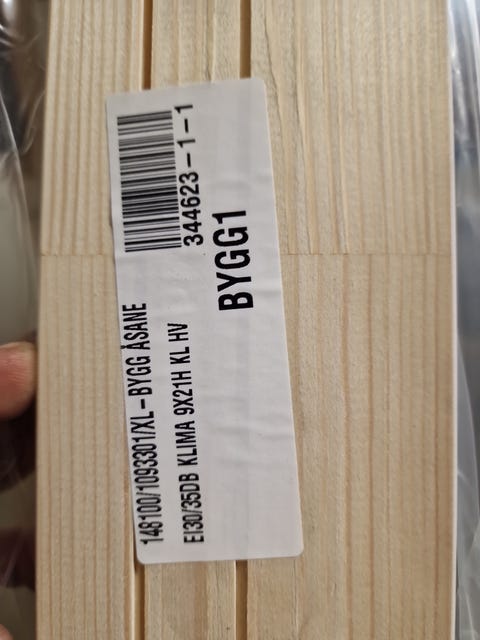 344623-1-1
BYGG1
148100/1093301/XL-BYGG ÅSANE
EI30/35DB KLIMA 9X21H KL HV